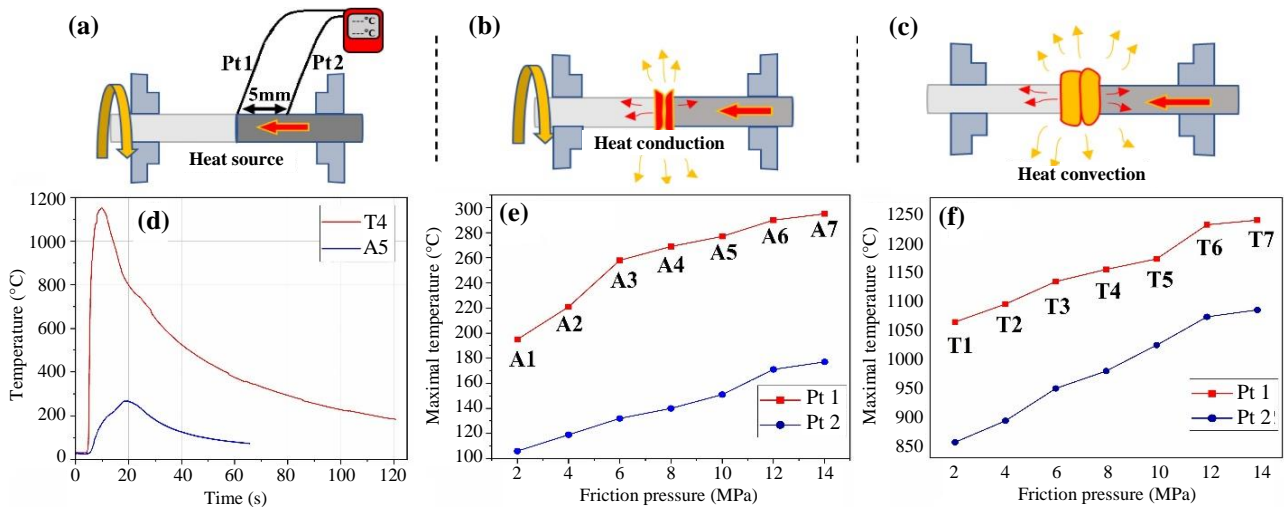 (a)
---°C
---°C
Pt 1
Pt 2
5mm
Heat source
(b)
Heat conduction
(c)
Heat convection
(d)
T4
A5
1200
1000
800
600
400
200
0
0 20 40 60 80 100 120
Temperature (°C)
Time (s)
(e)
300
280
260
240
220
200
180
160
140
120
100
A1
A2
A3
A4
A5
A6
A7
Pt 1
Pt 2
2 4 6 8 10 12 14
Maximal temperature (°C)
Friction pressure (MPa)
(f)
1250
1200
1150
1100
1050
1000
950
900
850
T1
T2
T3
T4
T5
T6
T7
Pt 1
Pt 2
2 4 6 8 10 12 14
Maximal temperature (°C)
Friction pressure (MPa)